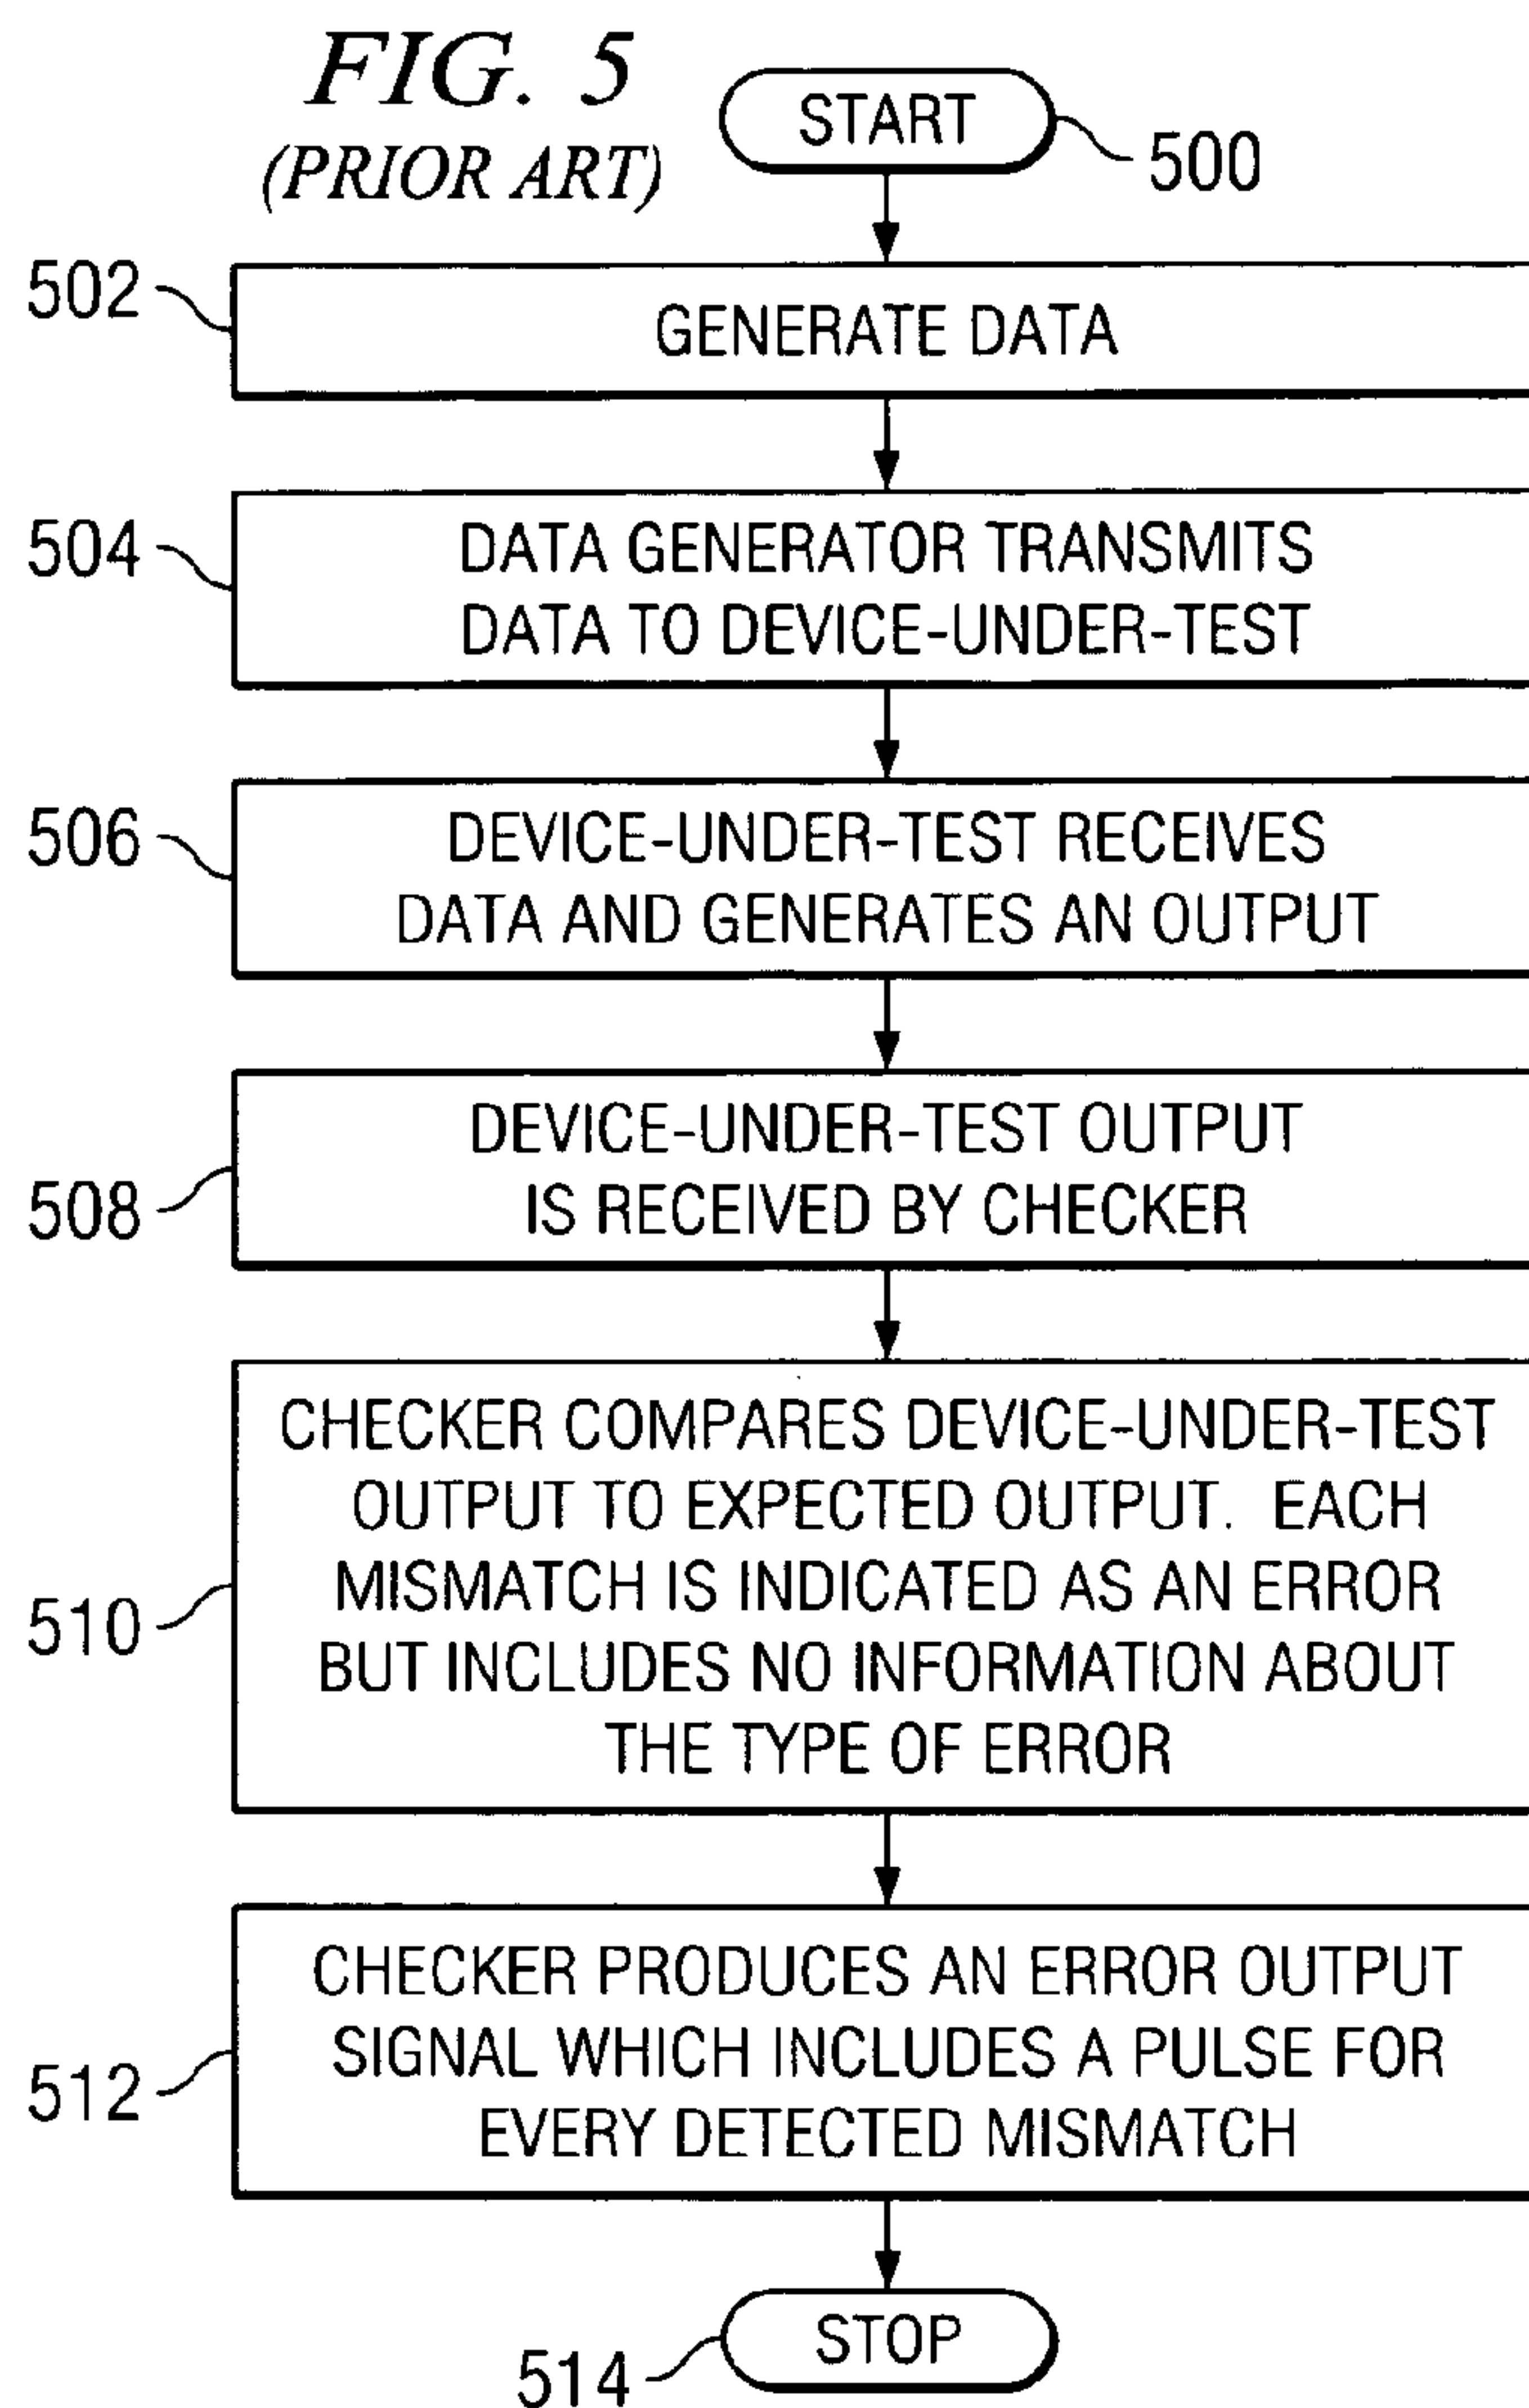 FIG. 5
(PRIOR ART)
START
500
502
GENERATE DATA
504
DATA GENERATOR TRANSMITS
DATA TO DEVICE-UNDER-TEST
506
DEVICE-UNDER-TEST RECEIVES
DATA AND GENERATES AN OUTPUT
508
DEVICE-UNDER-TEST OUTPUT
IS RECEIVED BY CHECKER
510
CHECKER COMPARES DEVICE-UNDER-TEST
OUTPUT TO EXPECTED OUTPUT. EACH
MISMATCH IS INDICATED AS AN ERROR
BUT INCLUDES NO INFORMATION ABOUT
THE TYPE OF ERROR
512
CHECKER PRODUCES AN ERROR OUTPUT
SIGNAL WHICH INCLUDES A PULSE FOR
EVERY DETECTED MISMATCH
STOP
514